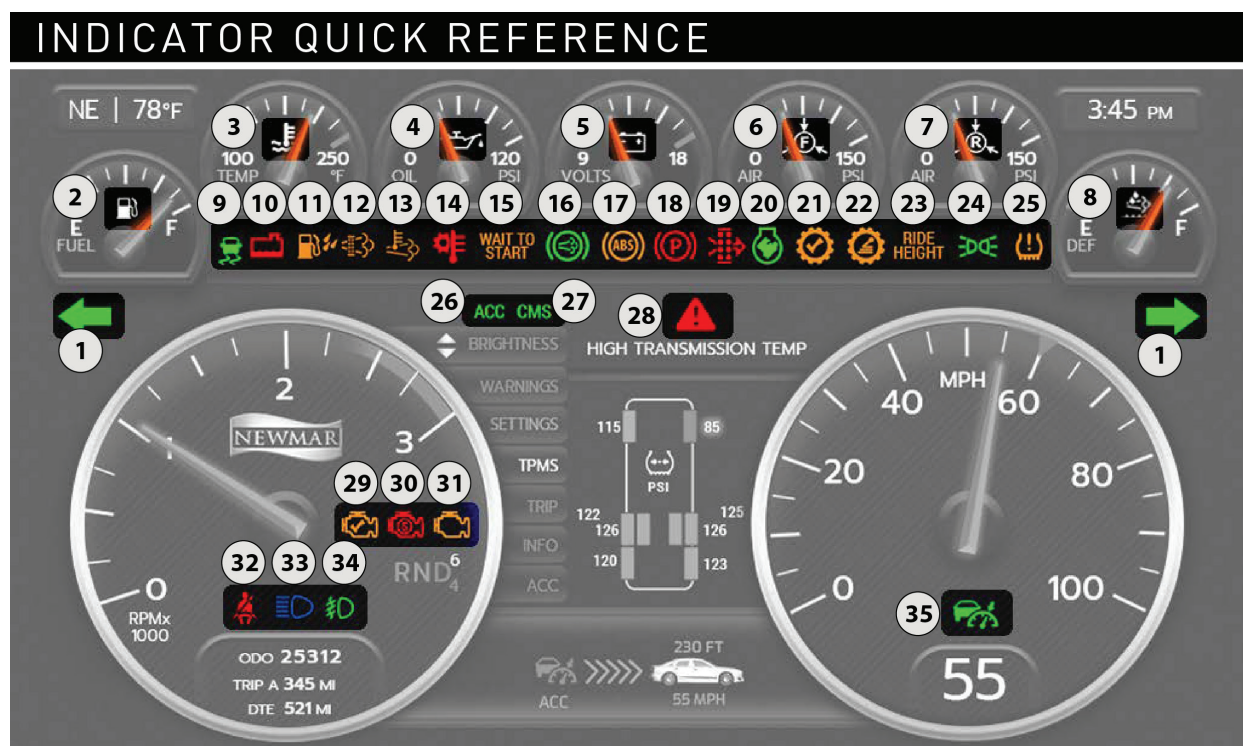 INDICATOR QUICK REFERENCE
NE | 78°F
3:45 PM
3
4
5
6
7
100
250
TEMP
°F
0
120
OIL
PSI
9
18
VOLTS
0
150
AIR
PSI
0
150
AIR
PSI
F
R
2
E
F
FUEL
8
E
F
DEF
9
10
11
12
13
14
15
16
17
18
19
20
21
22
23
24
25
WAIT TO
START
ABS
P
RIDE
HEIGHT
26
ACC CMS
27
28
HIGH TRANSMISSION TEMP
1
1
BRIGHTNESS
WARNINGS
SETTINGS
TPMS
TRIP
INFO
ACC
0
1
2
3
NEWMAR
29
30
31
S
RND
6
4
32
33
34
RPMx
1000
ODO 25312
TRIP A 345 MI
DTE 521 MI
115
85
PSI
122
125
126
126
120
123
230 FT
ACC
55 MPH
MPH
0
20
40
60
80
100
35
55